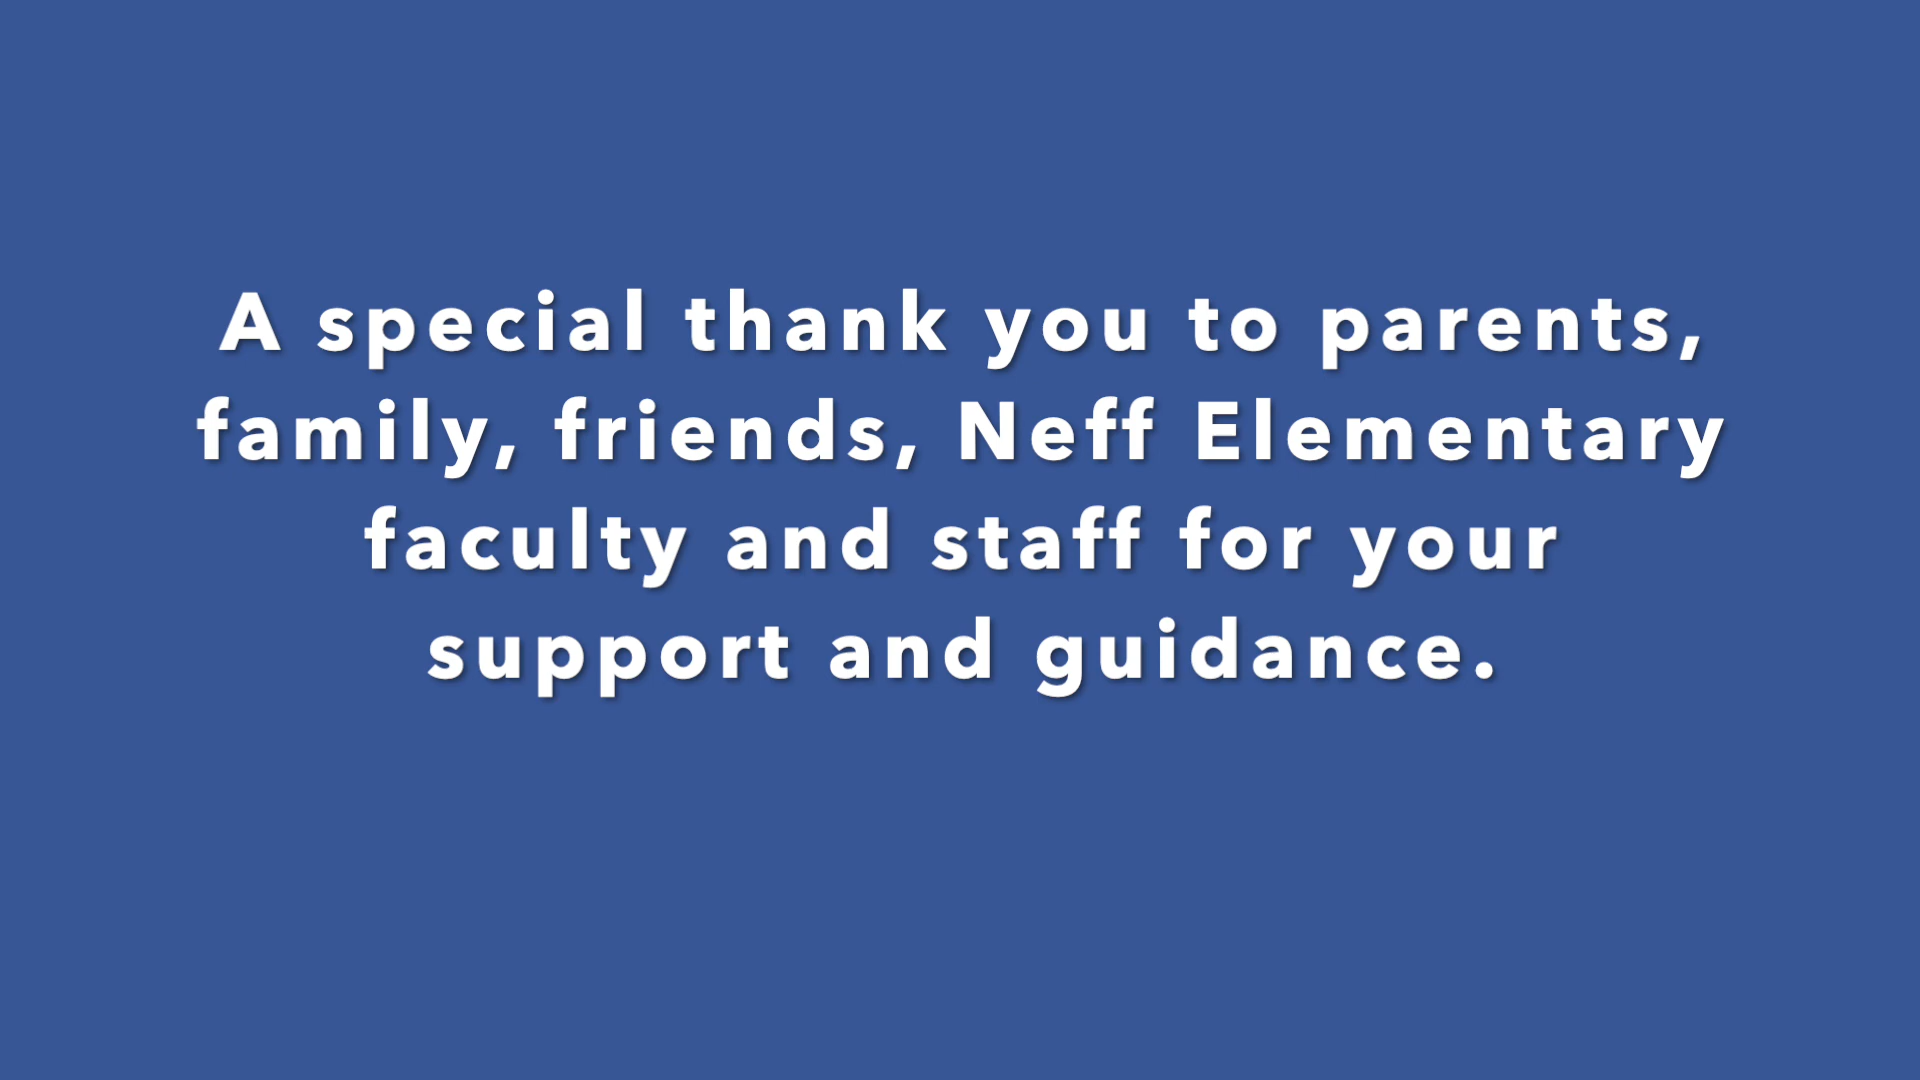 A special thank you to parents,
family, friends, Neff Elementary
faculty and staff for your
support and guidance.